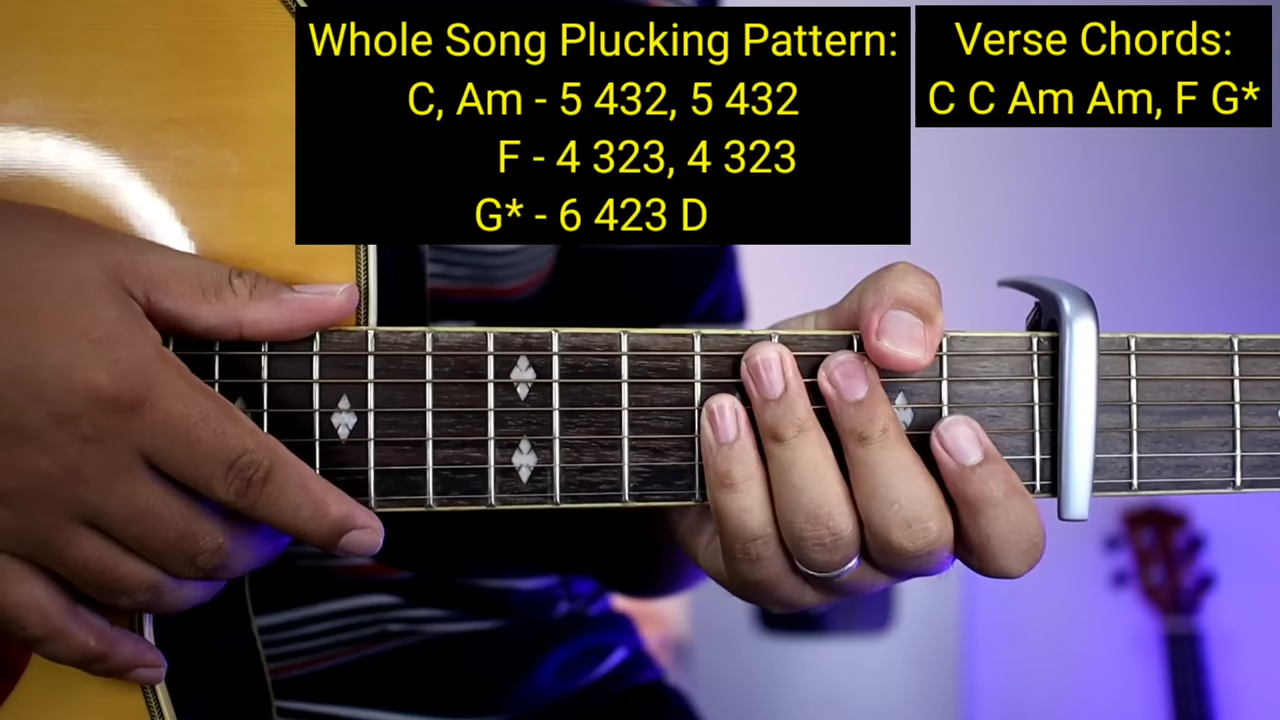 Whole Song Plucking Pattern:
C, Am - 5 432, 5 432
F - 4 323, 4 323
G* - 6 423 D
Verse Chords:
C C Am Am, F G*